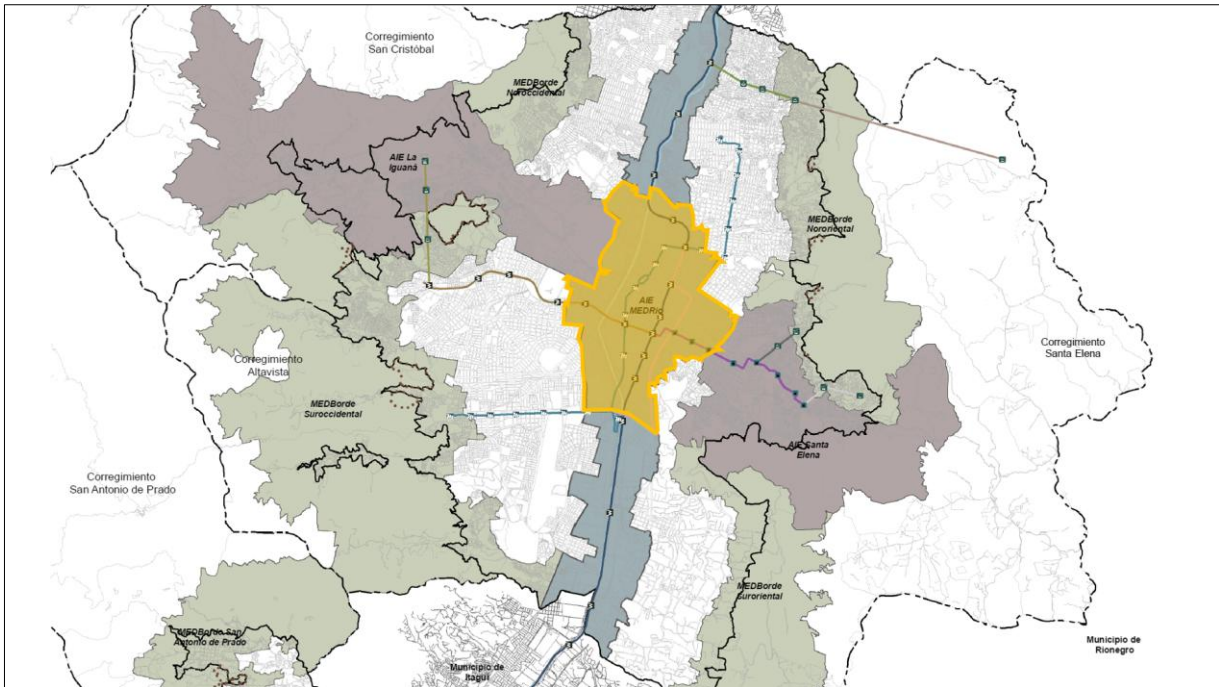 Corregimiento
San Cristóbal
MEDBorde
Noroccidental
AIE La
Iguaná
MEDBorde
Nororiental
AIE
MEDRio
Corregimiento
Santa Elena
Corregimiento
Altavista
MEDBorde
Suroccidental
AIE Santa
Elena
Corregimiento
San Antonio de Prado
MEDBorde
Suroriental
MEDBorde San
Antonio de Prado
Municipio de
Rionegro
Municipio de
Itaguí